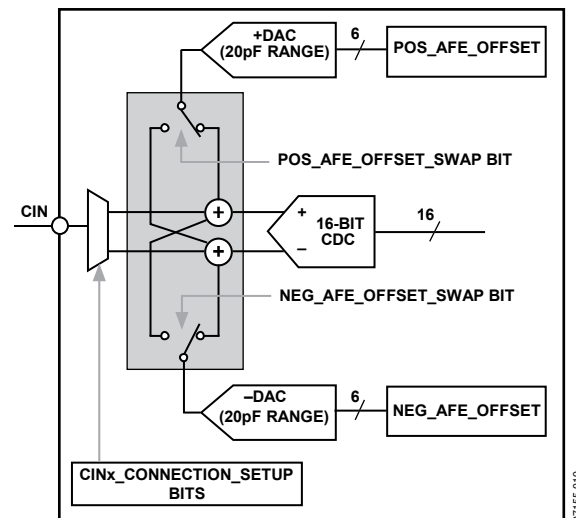 +DAC
(20pF RANGE)
6
POS_AFE_OFFSET
POS_AFE_OFFSET_SWAP BIT
CIN
+
+
16-BIT
CDC
16
+
–
NEG_AFE_OFFSET_SWAP BIT
–DAC
(20pF RANGE)
6
NEG_AFE_OFFSET
CINx_CONNECTION_SETUP
BITS